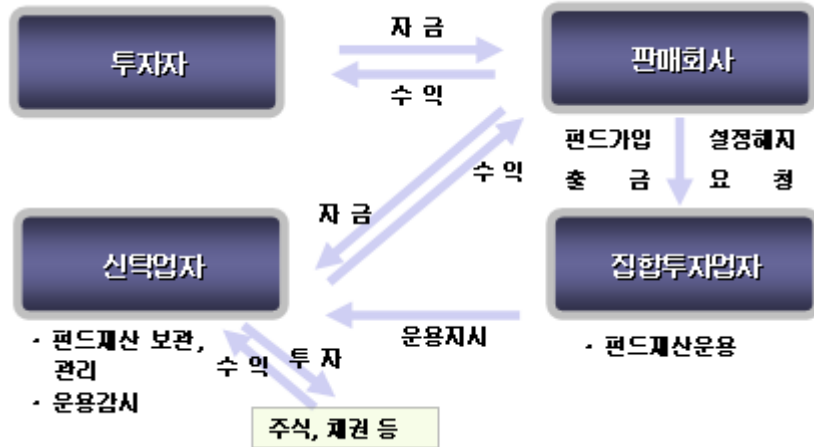 자 금
투자자
판매회사
수 익
펀드가입 설정해지
출 금 요 청
수 익
자 금
신탁업자
집합투자업자
운용지시
· 펀드재산 보관,
관리
· 운용감시
수 익 투 자
· 펀드재산운용
주식, 채권 등